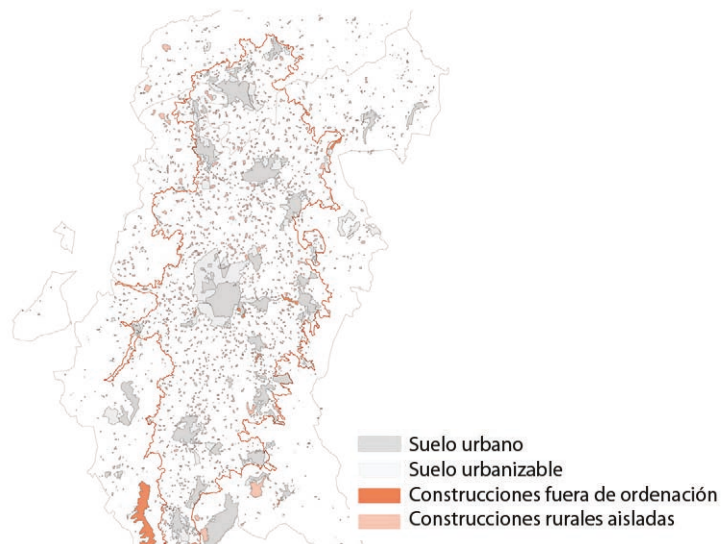 Suelo urbano
Suelo urbanizable
Construcciones fuera de ordenación
Construcciones rurales aisladas